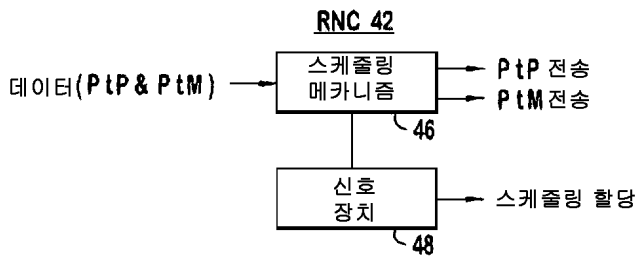 RNC 42
데이터(PtP & PtM)
스케줄링
메카니즘
PtP 전송
PtM 전송
46
신호
장치
스케줄링 할당
48